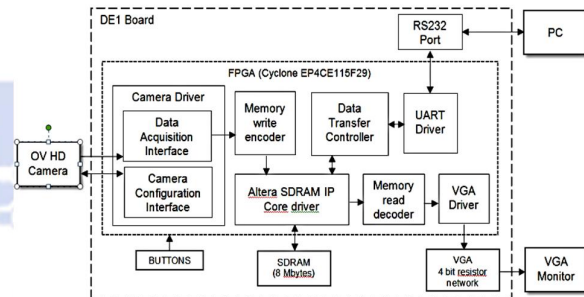 DE1 Board
RS232
Port
PC
FPGA (Cyclone EP4CE115F29)
Camera Driver
Data
Acquisition
Interface
Camera
Configuration
Interface
Memory
write
encoder
Data
Transfer
Controller
UART
Driver
OV HD
Camera
Altera SDRAM IP
Core driver
Memory
read
decoder
VGA
Driver
BUTTONS
SDRAM
(8 Mbytes)
VGA
4 bit resistor
network
VGA
Monitor